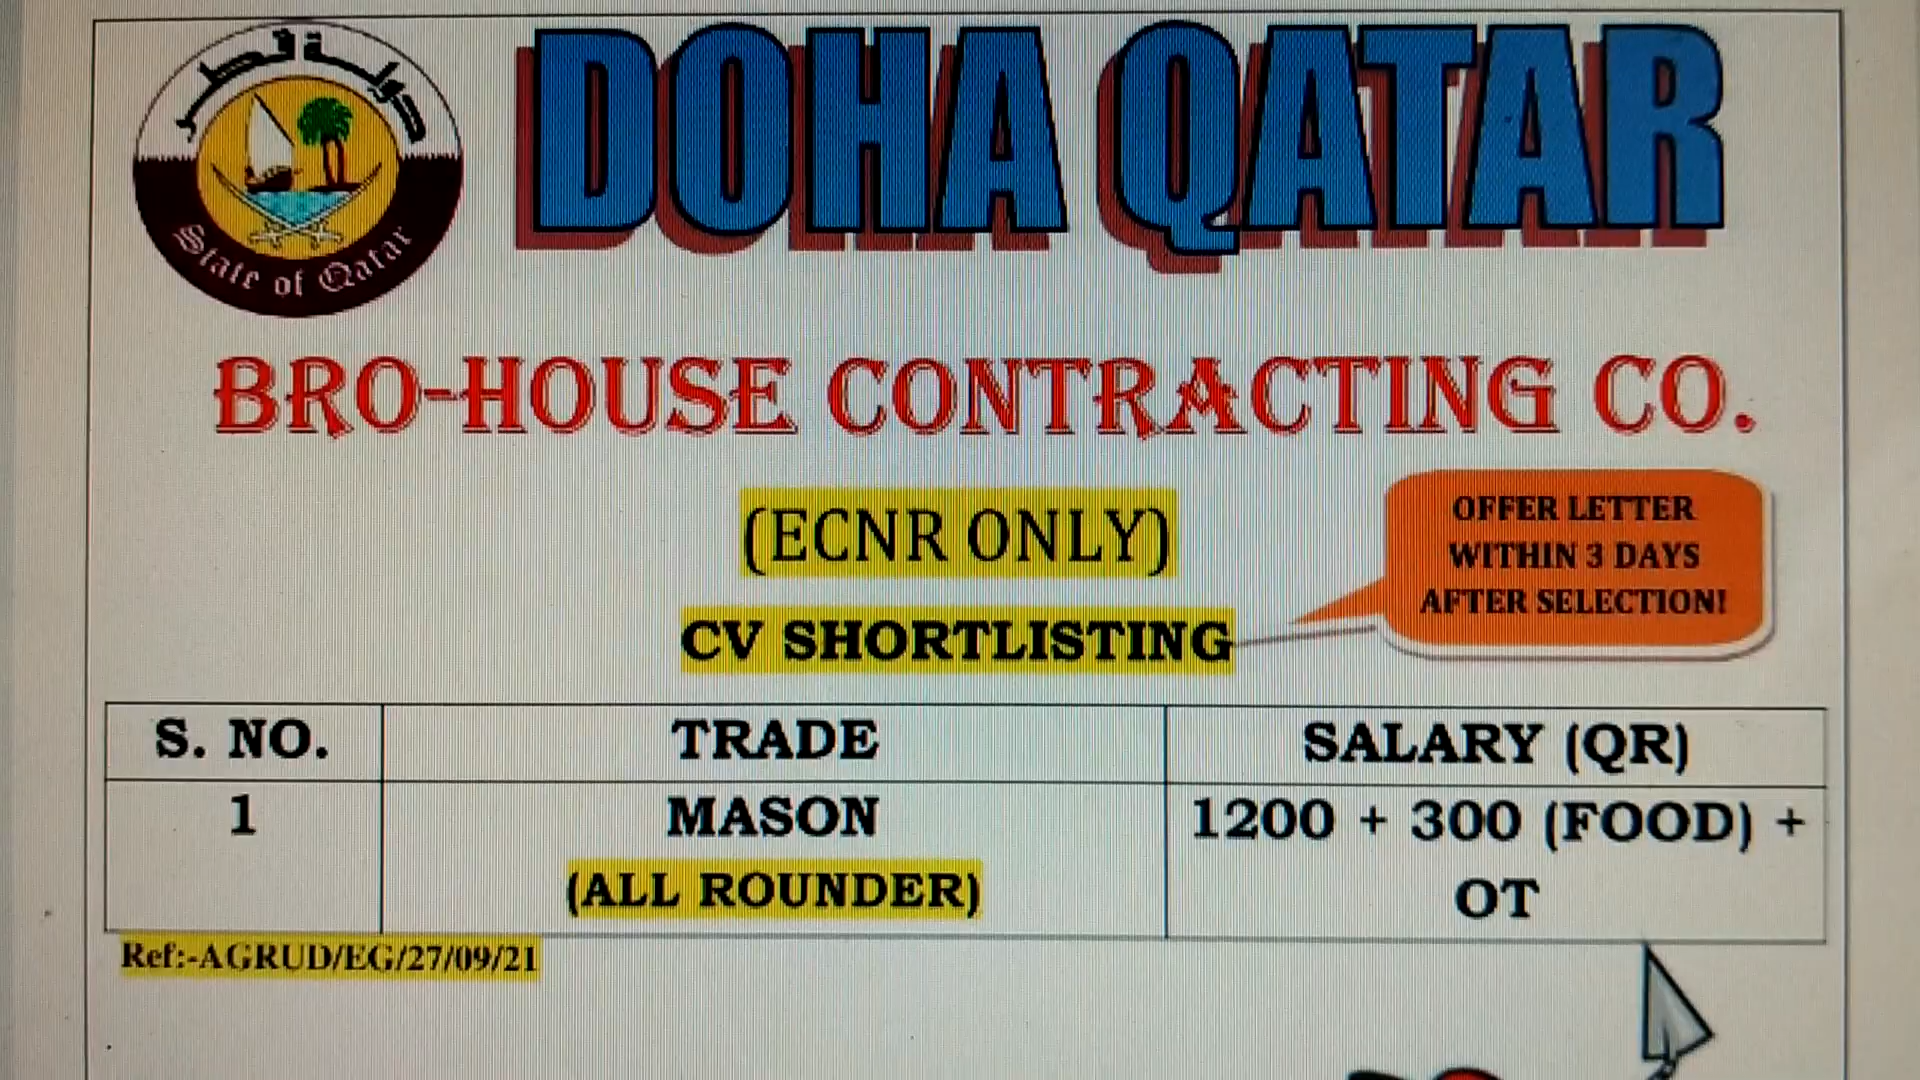 دولة قطر
State of Qatar
DOHA QATAR
BRO-HOUSE CONTRACTING CO.
(ECNR ONLY)
OFFER LETTER
WITHIN 3 DAYS
AFTER SELECTION!
CV SHORTLISTING
S. NO. TRADE SALARY (QR)
1 MASON 1200 + 300 (FOOD) +
(ALL ROUNDER) OT
Ref:-AGRUD/EG/27/09/21